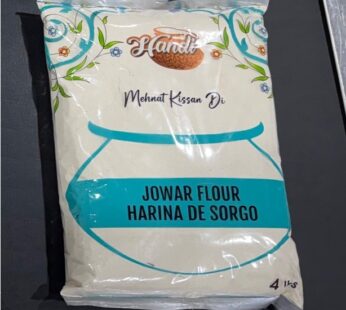 Handi
Mehnat Kissan Di
JOWAR FLOUR
HARINA DE SORGO
4 lbs